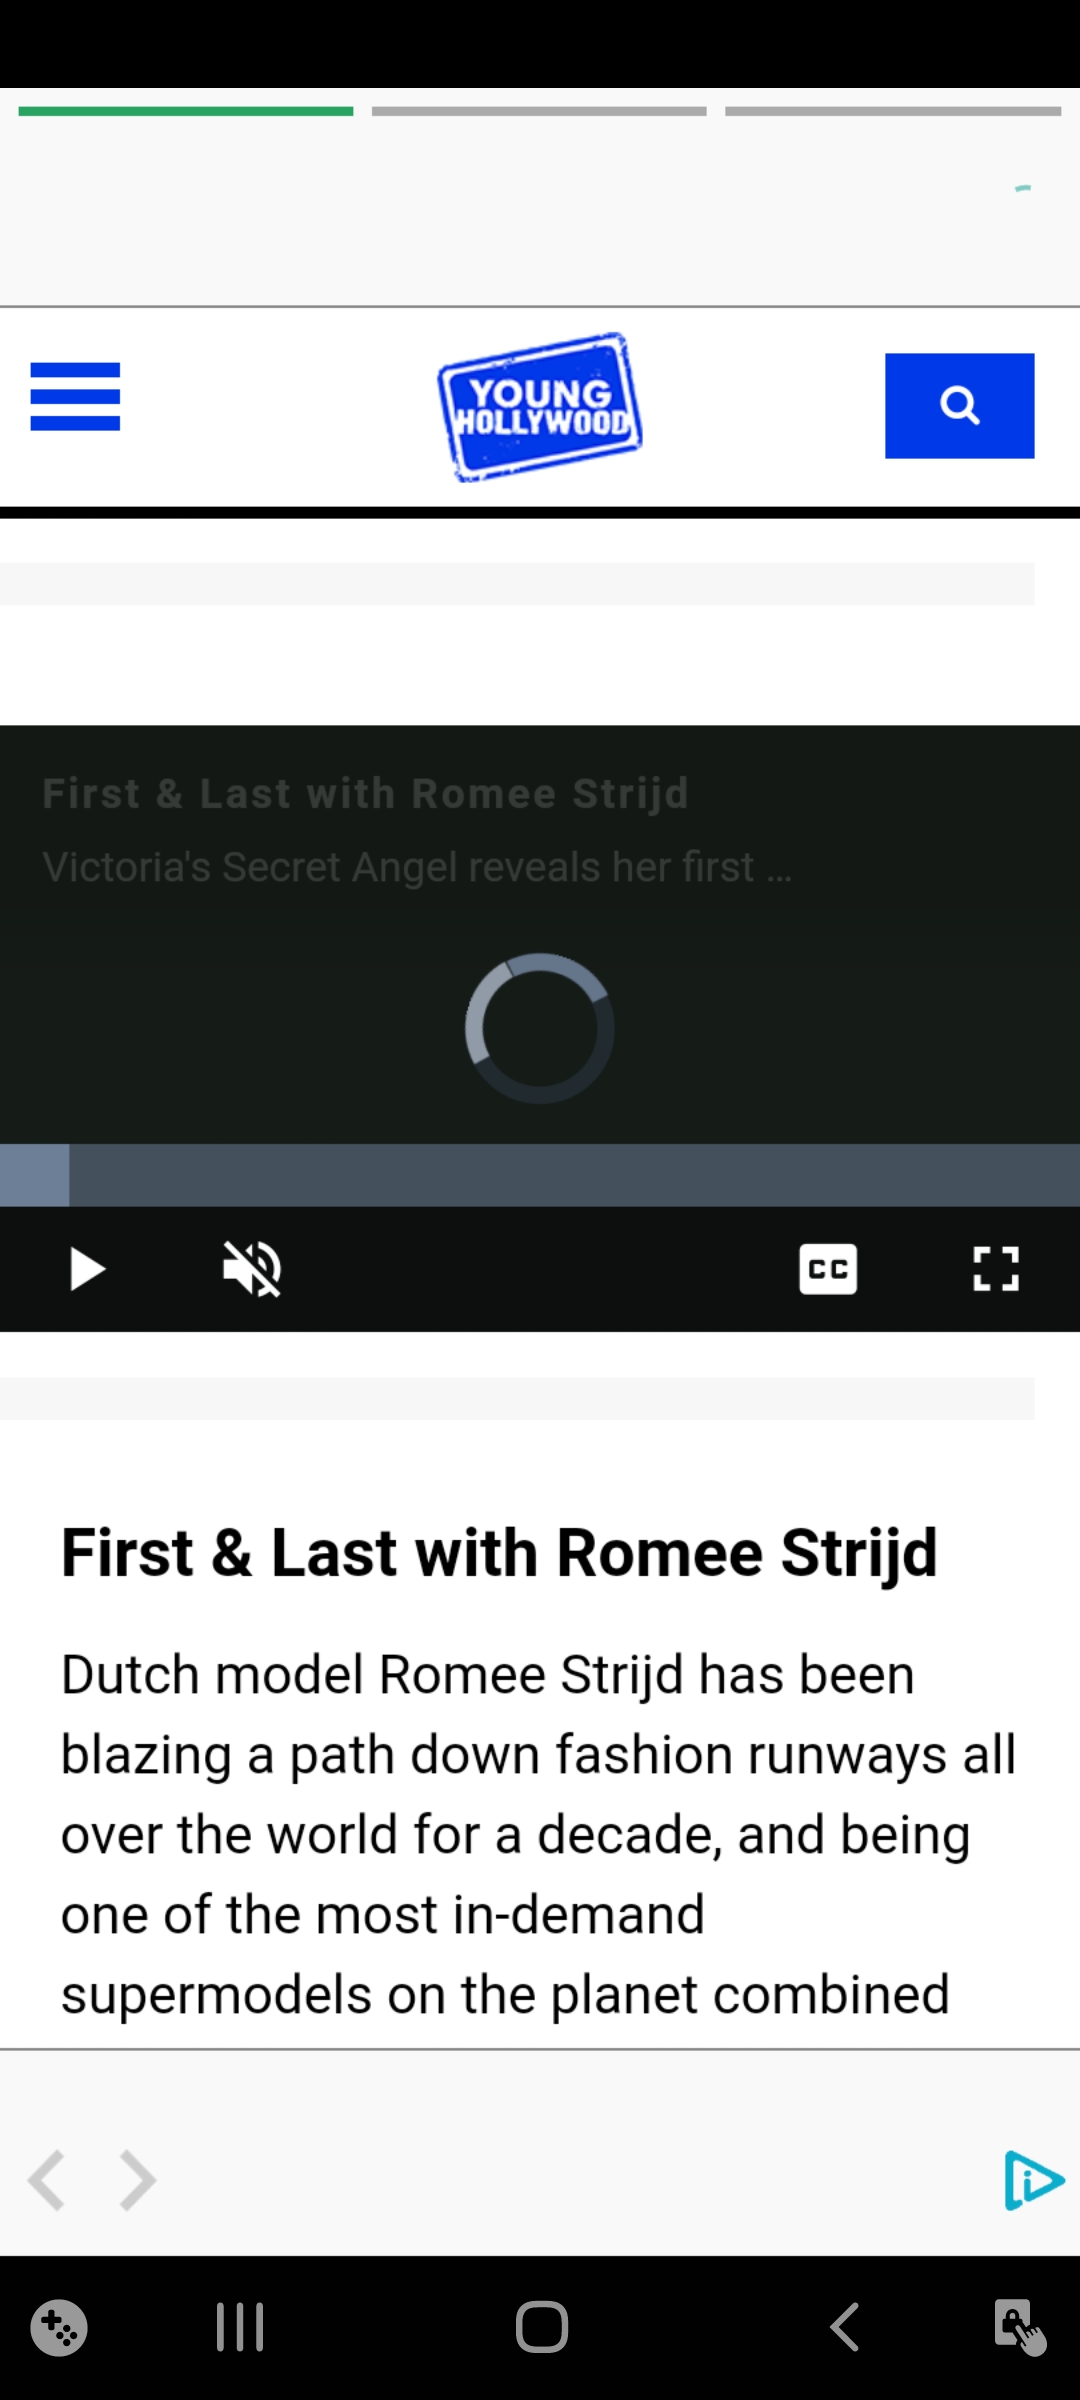 YOUNG
HOLLYWOOD
First & Last with Romee Strijd
Victoria's Secret Angel reveals her first ...
CC
First & Last with Romee Strijd
Dutch model Romee Strijd has been
blazing a path down fashion runways all
over the world for a decade, and being
one of the most in-demand
supermodels on the planet combined